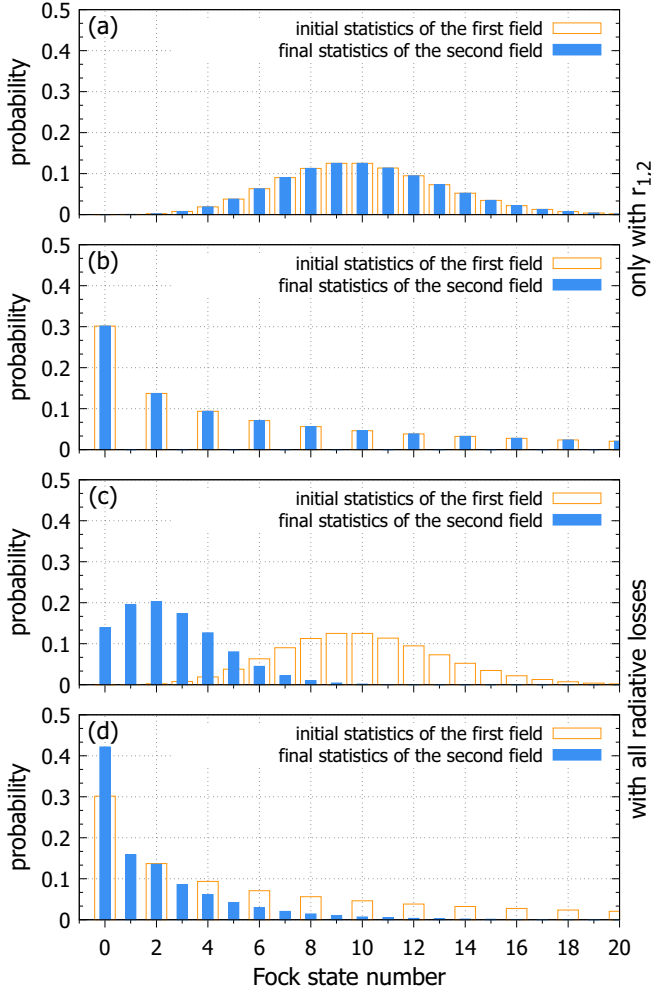 0.5
(a)
initial statistics of the first field
final statistics of the second field
0.4
0.3
0.2
0.1
0
probability
0.5
(b)
initial statistics of the first field
final statistics of the second field
0.4
0.3
0.2
0.1
0
probability
only with r1,2
0.5
(c)
initial statistics of the first field
final statistics of the second field
0.4
0.3
0.2
0.1
0
probability
0.5
(d)
initial statistics of the first field
final statistics of the second field
0.4
0.3
0.2
0.1
0
probability
with all radiative losses
0 2 4 6 8 10 12 14 16 18 20
Fock state number